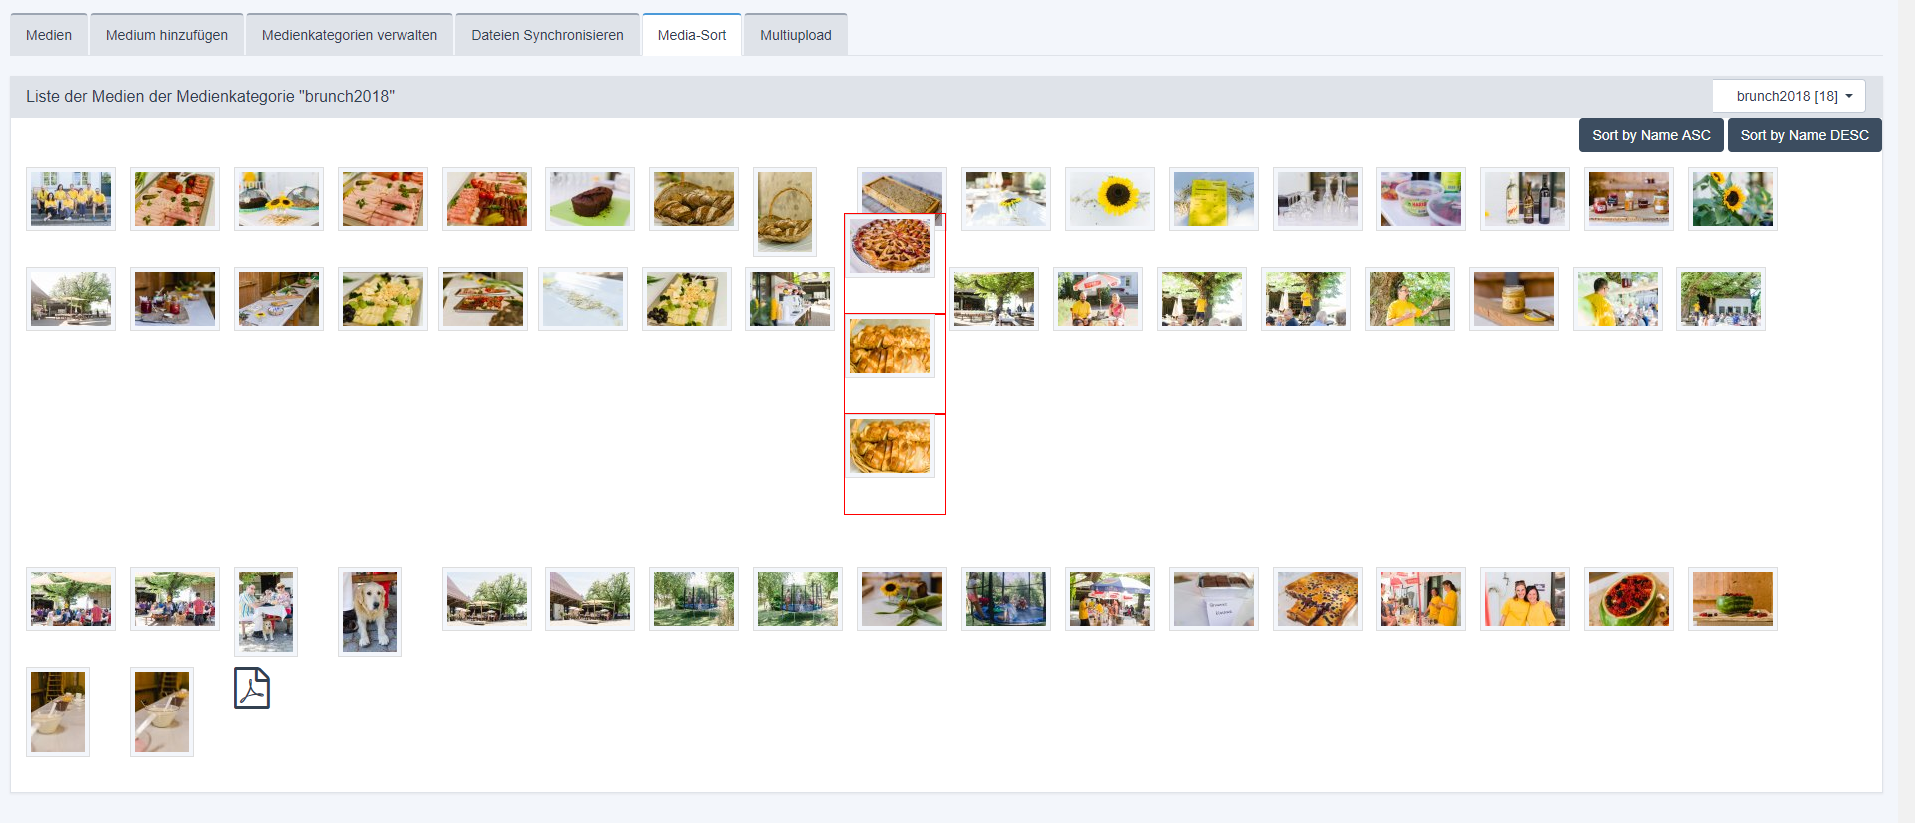 Medien
Medium hinzufügen
Medienkategorien verwalten
Dateien Synchronisieren
Media-Sort
Multiupload
Liste der Medien der Medienkategorie "brunch2018"
brunch2018 [18]
Sort by Name ASC
Sort by Name DESC